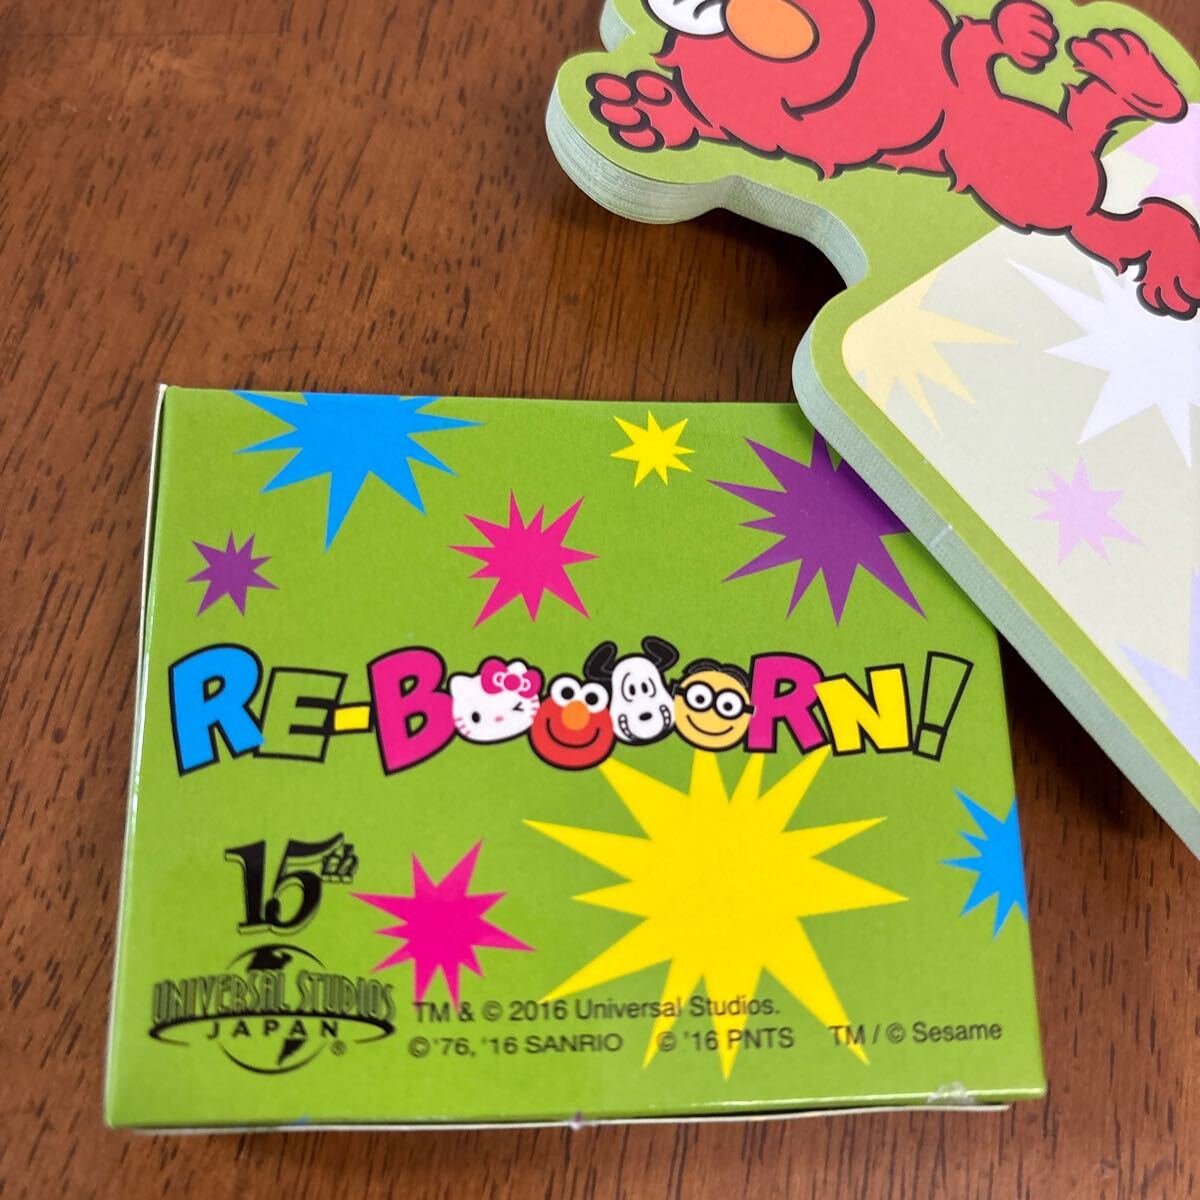 RE-BOOOORN!
15th
UNIVERSAL STUDIOS
JAPAN ®
TM & © 2016 Universal Studios.
© '76, '16 SANRIO © '16 PNTS TM / © Sesame